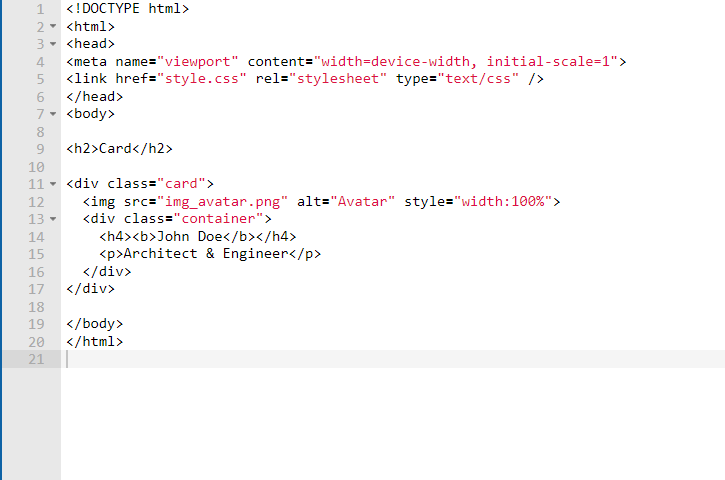 1 <!DOCTYPE html>
2 <html>
3 <head>
4 <meta name="viewport" content="width=device-width, initial-scale=1">
5 <link href="style.css" rel="stylesheet" type="text/css" />
6 </head>
7 <body>
8
9 <h2>Card</h2>
10
11 <div class="card">
12   <img src="img_avatar.png" alt="Avatar" style="width:100%">
13   <div class="container">
14     <h4><b>John Doe</b></h4>
15     <p>Architect & Engineer</p>
16   </div>
17 </div>
18
19 </body>
20 </html>
21